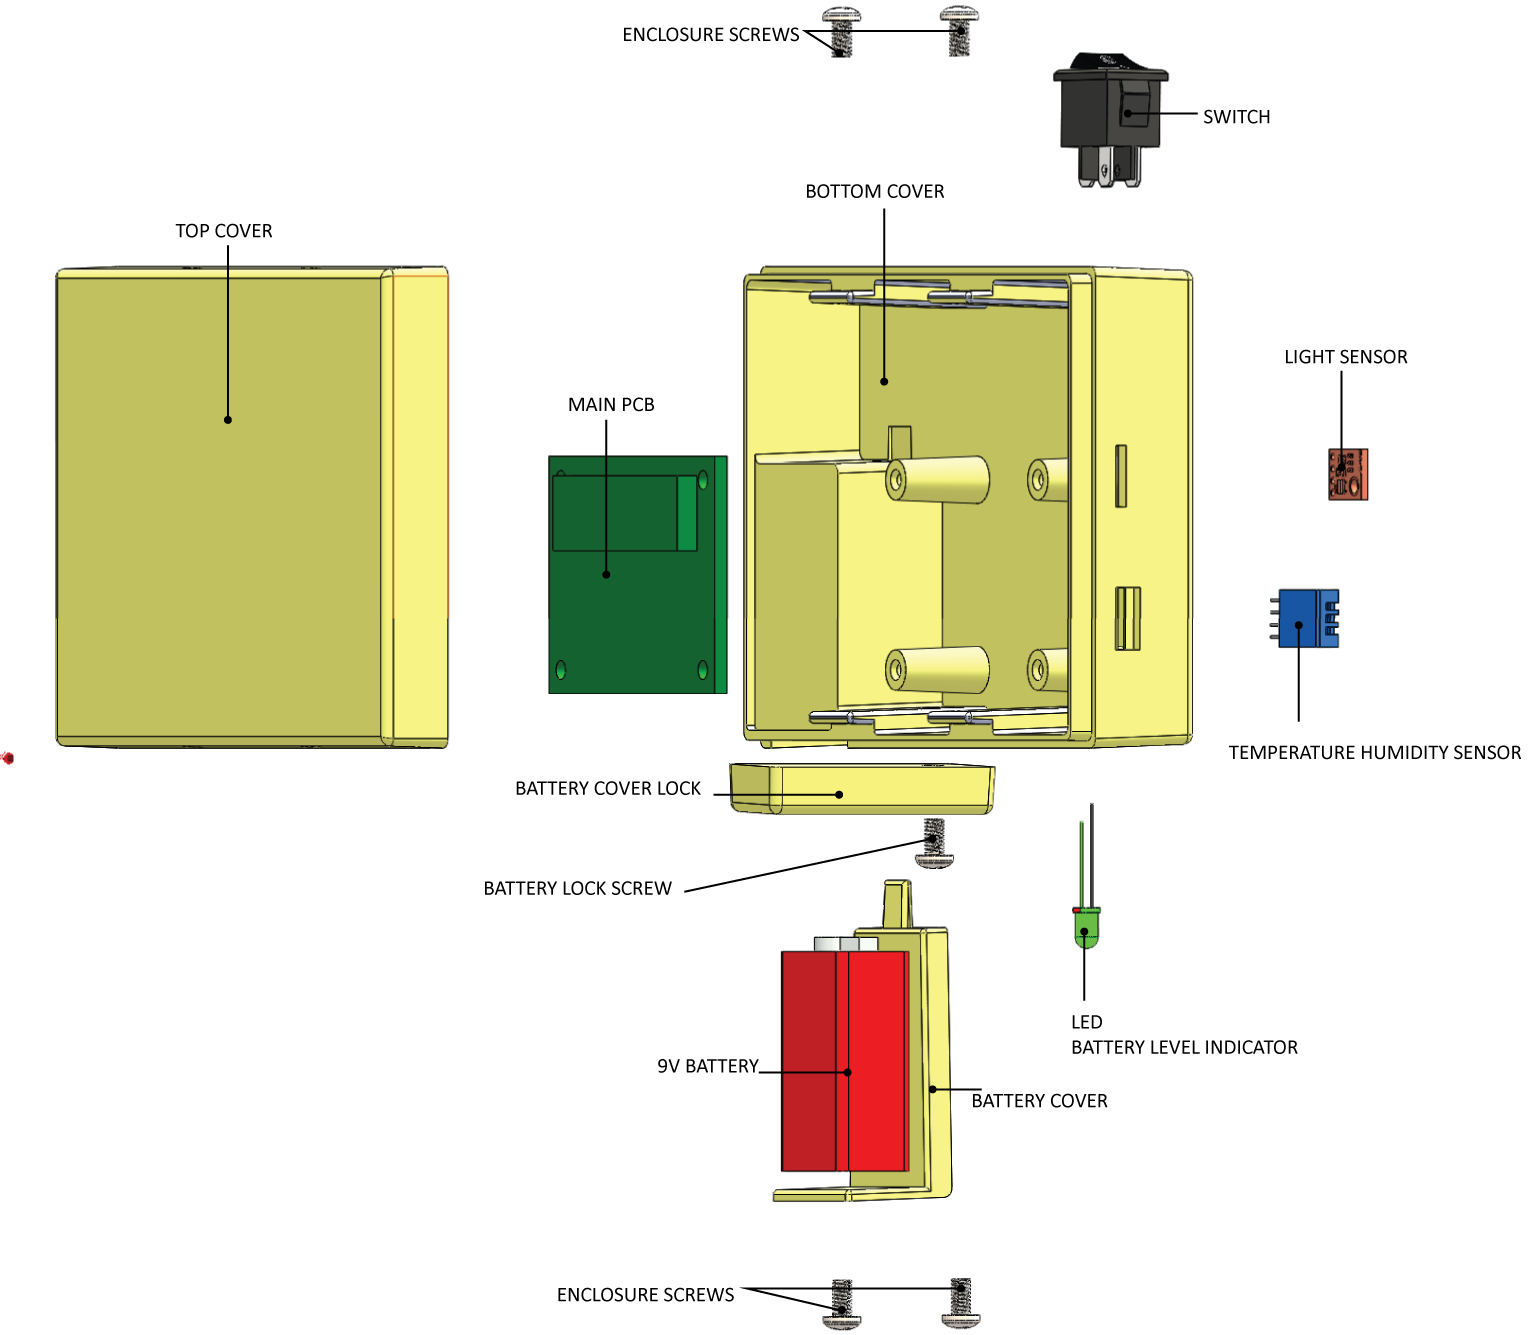 ENCLOSURE SCREWS
SWITCH
BOTTOM COVER
TOP COVER
LIGHT SENSOR
MAIN PCB
TEMPERATURE HUMIDITY SENSOR
BATTERY COVER LOCK
BATTERY LOCK SCREW
LED
BATTERY LEVEL INDICATOR
9V BATTERY
BATTERY COVER
ENCLOSURE SCREWS